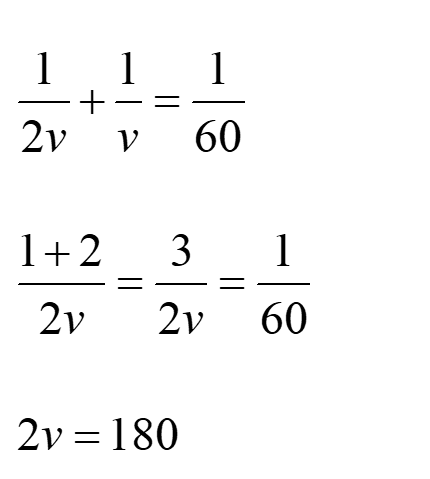 1/2v + 1/v = 1/60
1+2/2v = 3/2v = 1/60
2v = 180